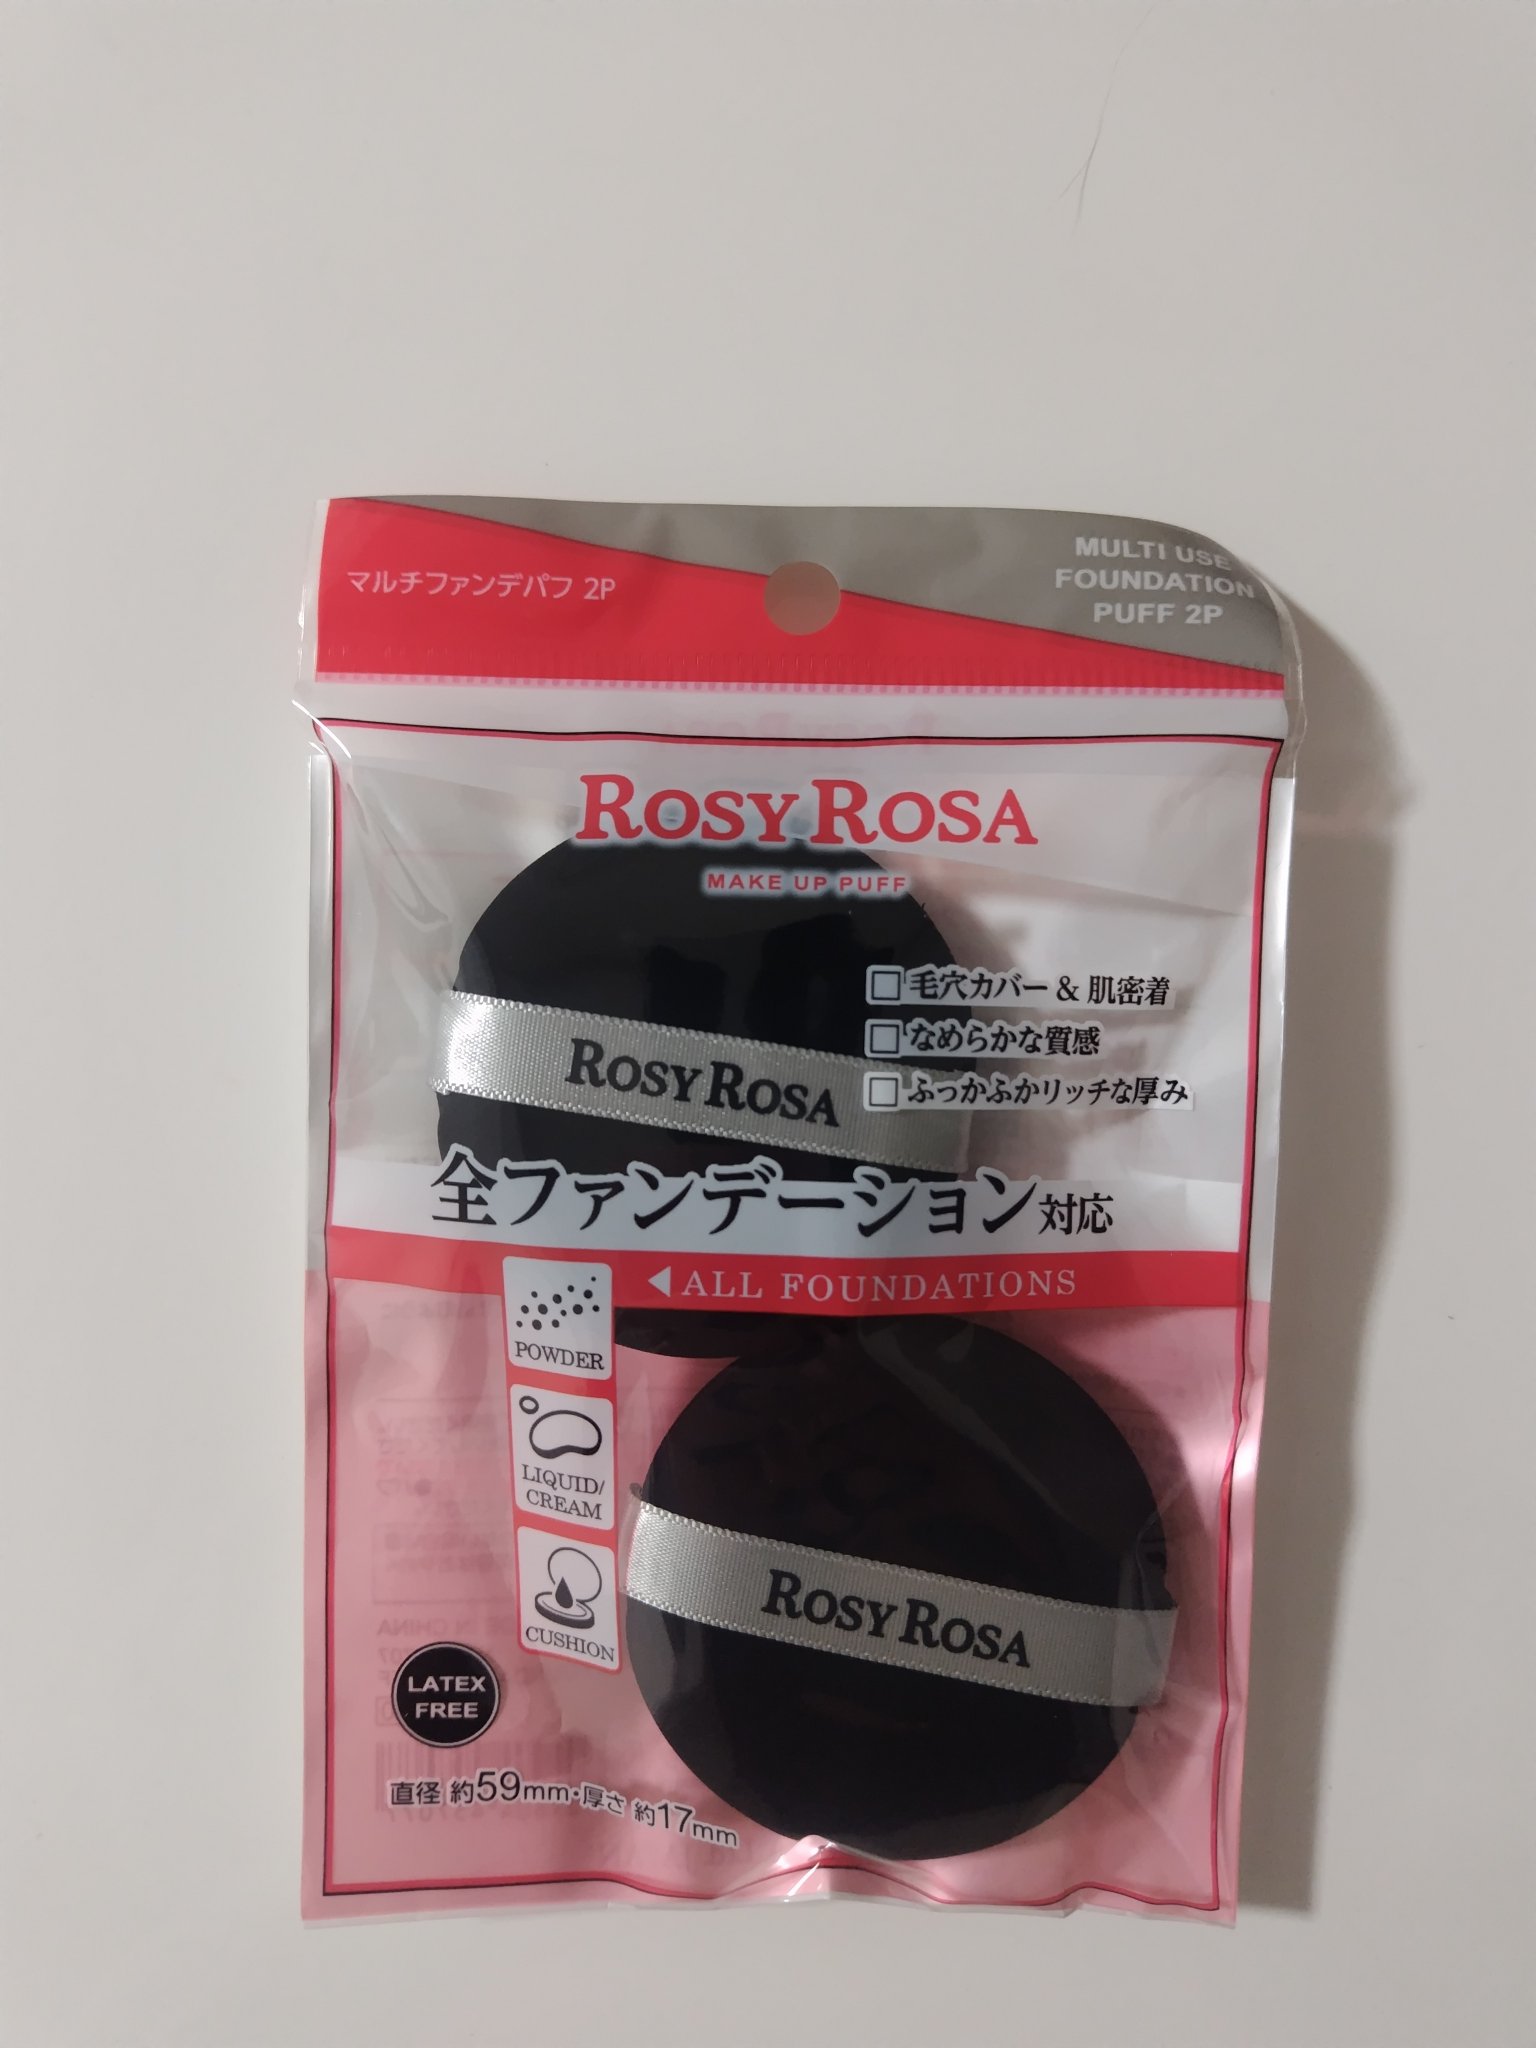 マルチファンデパフ 2P
MULTI USE
FOUNDATION
PUFF 2P
ROSY ROSA
MAKE UP PUFF
毛穴カバー & 肌密着
なめらかな質感
ふっかふかリッチな厚み
ROSY ROSA
全ファンデーション対応
ALL FOUNDATIONS
POWDER
LIQUID/
CREAM
CUSHION
ROSY ROSA
LATEX
FREE
直径 約59mm・厚さ 約17mm